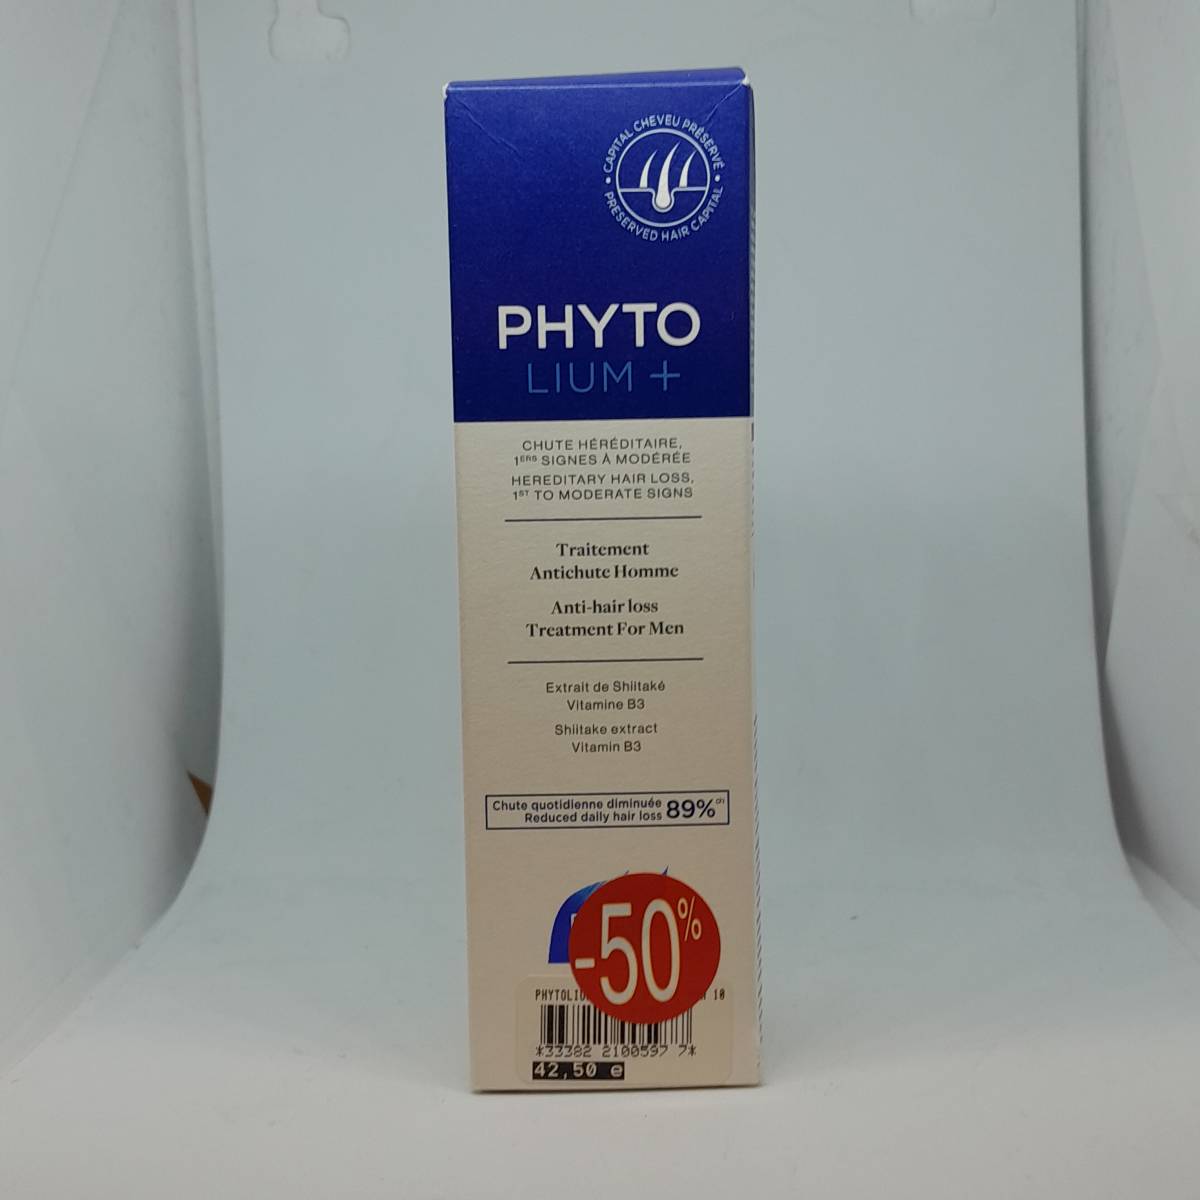 • CAPITAL CHEVEU PRÉSERVÉ •
PRESERVED HAIR CAPITAL
PHYTO
LIUM +
CHUTE HÉRÉDITAIRE,
1ERS SIGNES À MODÉRÉE
HEREDITARY HAIR LOSS,
1ST TO MODERATE SIGNS
Traitement
Antichute Homme
Anti-hair loss
Treatment For Men
Extrait de Shiitaké
Vitamine B3
Shiitake extract
Vitamin B3
Chute quotidienne diminuée
Reduced daily hair loss 89%
-50%
10
*33382 2100597 7*
42,50 e